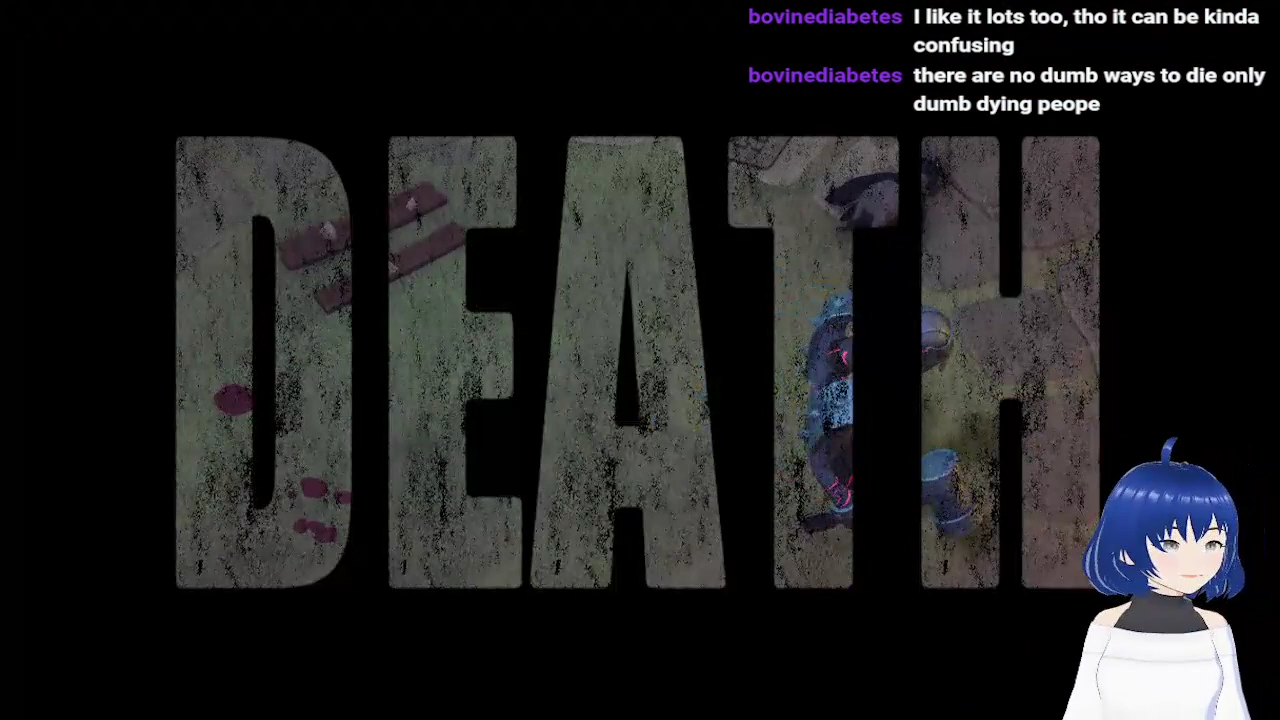 bovinediabetes I like it lots too, tho it can be kinda
confusing
bovinediabetes there are no dumb ways to die only
dumb dying peope
DEATH